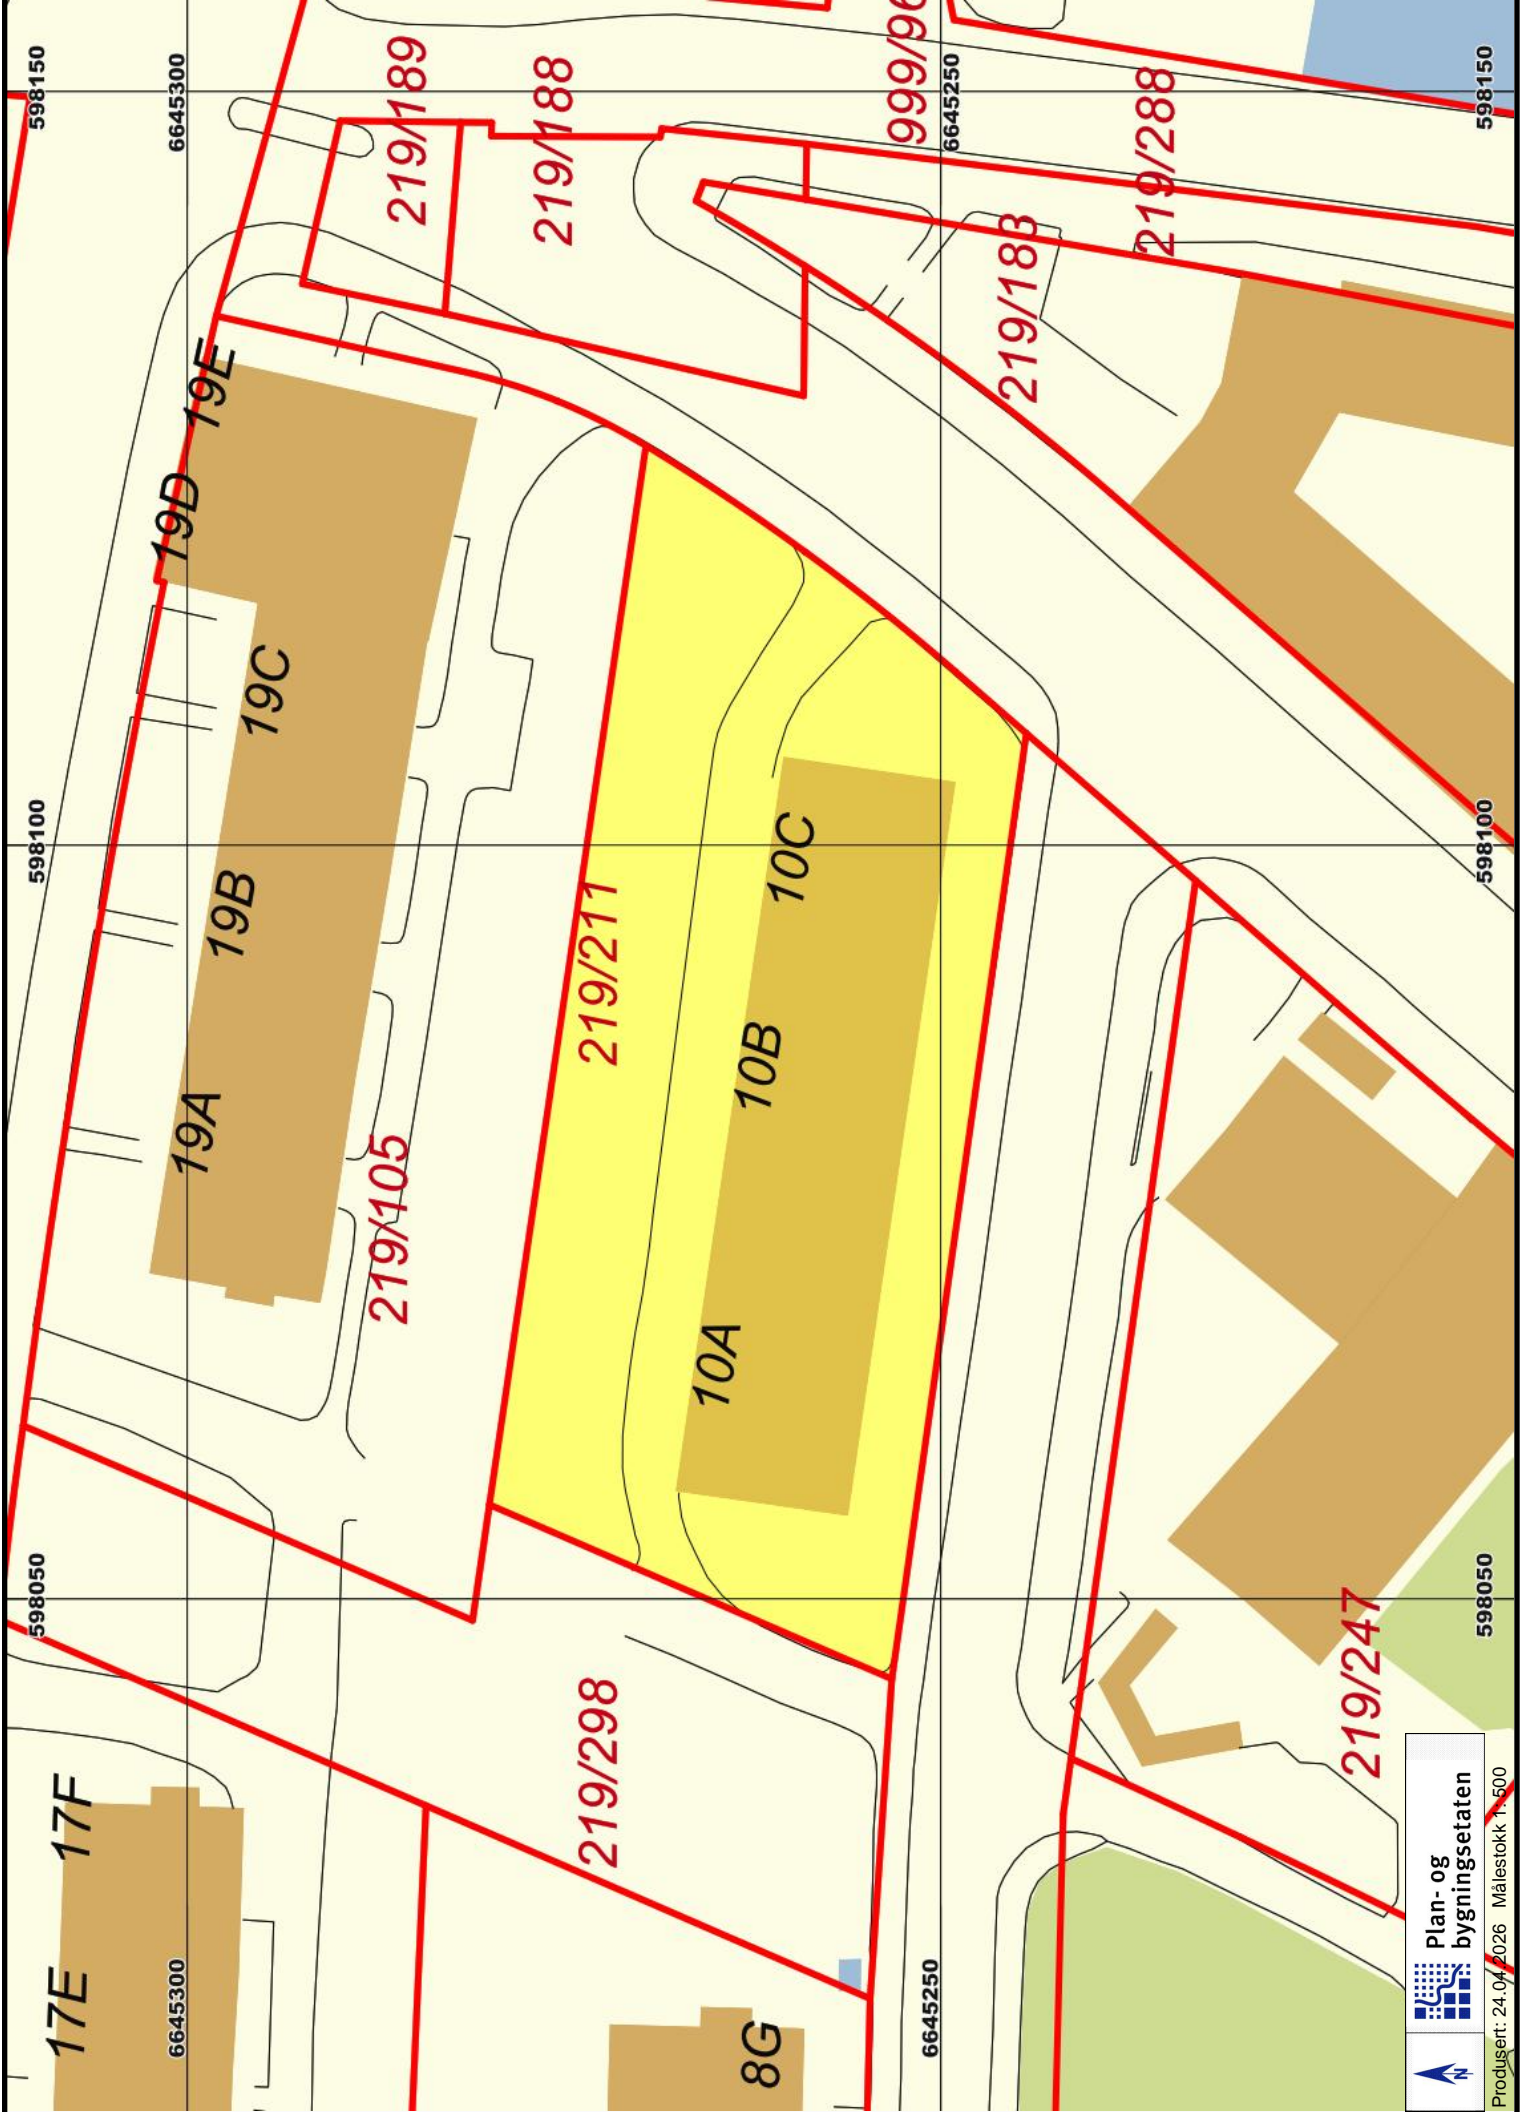 598150
598100
598050
6645300
6645250
6645300
6645250
598150
598100
598050
219/189
219/188
999/96
219/288
219/183
19E
19D
19C
19B
19A
219/105
219/211
10C
10B
10A
219/298
219/247
17F
17E
8G
Plan- og
bygningsetaten
N
Produsert: 24.04.2026 Målestokk 1:500